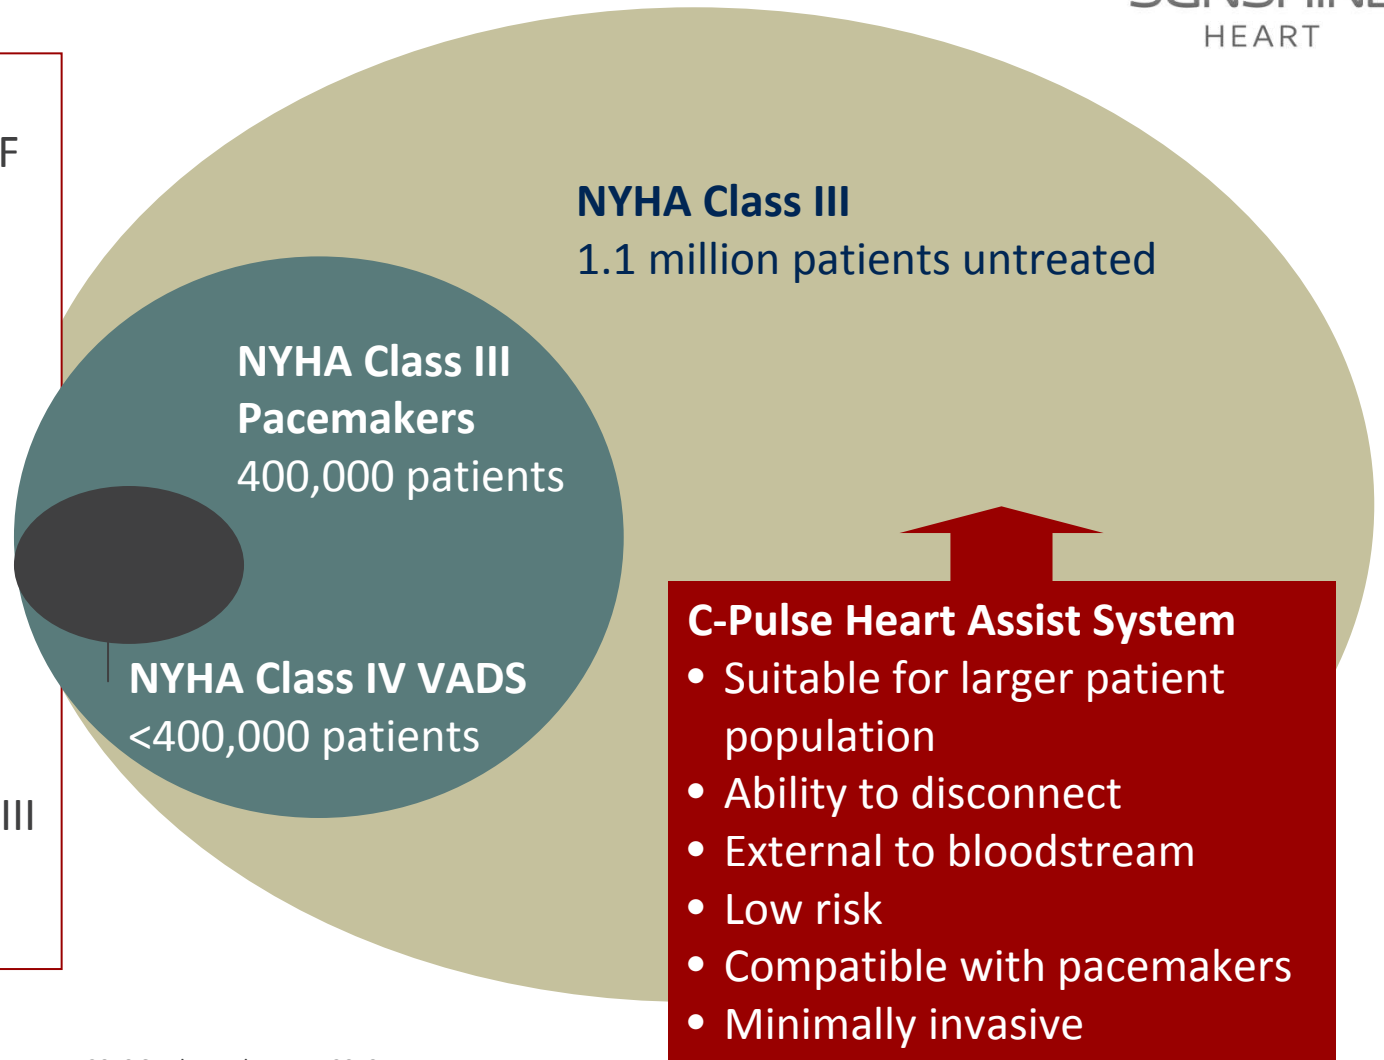 HEART
F
NYHA Class III
1.1 million patients untreated
NYHA Class III
Pacemakers
400,000 patients
NYHA Class IV VADS
<400,000 patients
III
C-Pulse Heart Assist System
• Suitable for larger patient
population
• Ability to disconnect
• External to bloodstream
• Low risk
• Compatible with pacemakers
• Minimally invasive